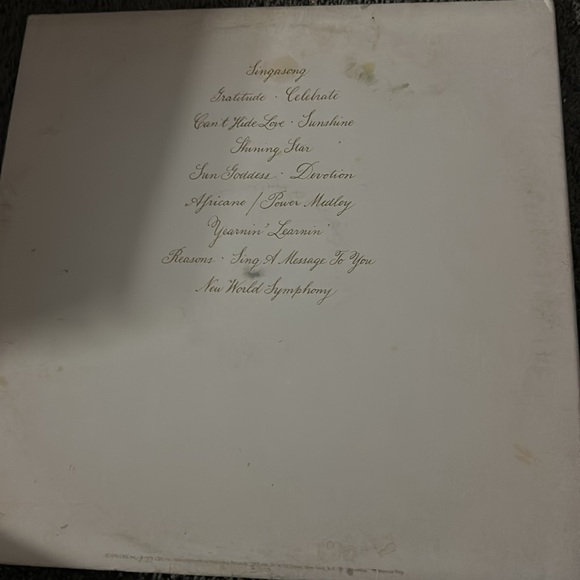 Singasong
Gratitude · Celebrate
Can't Hide Love · Sunshine
Shining Star
Sun Goddess · Devotion
Africano / Power Medley
Yearnin' Learnin'
Reasons · Sing A Message To You
New World Symphony